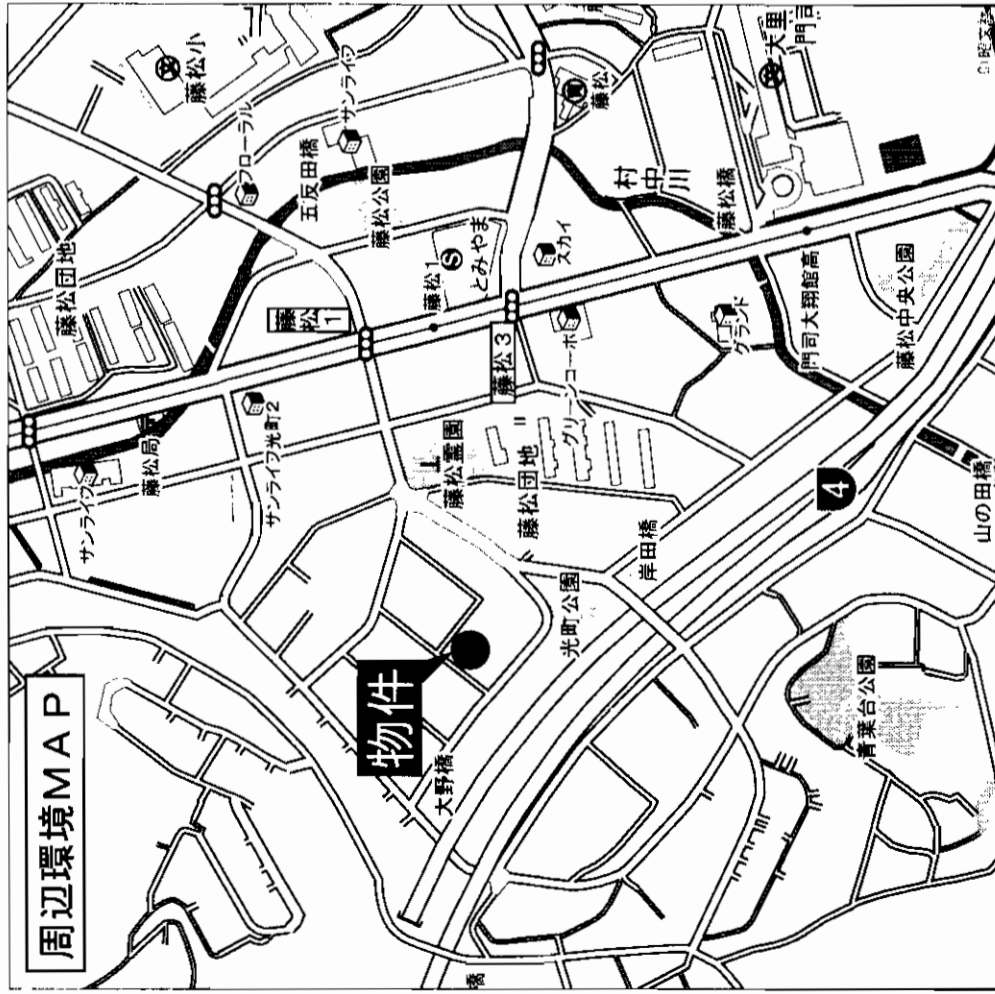 周辺環境MAP
物件
大野橋
光町公園
岸田橋
青葉台公園
山の田橋
4
橋
サンライフ
藤松局
サンライフ光町2
藤松霊園
藤松団地
グリーンコーポ
藤松1
藤松1
藤松3
とみやま
S
スカイ
グランド
門司大翔館高
藤松中央公園
藤松団地
フローラル
五反田橋
藤松公園
サンライフ
藤松小
文
藤松
村中川
藤松橋
大里
門司
文